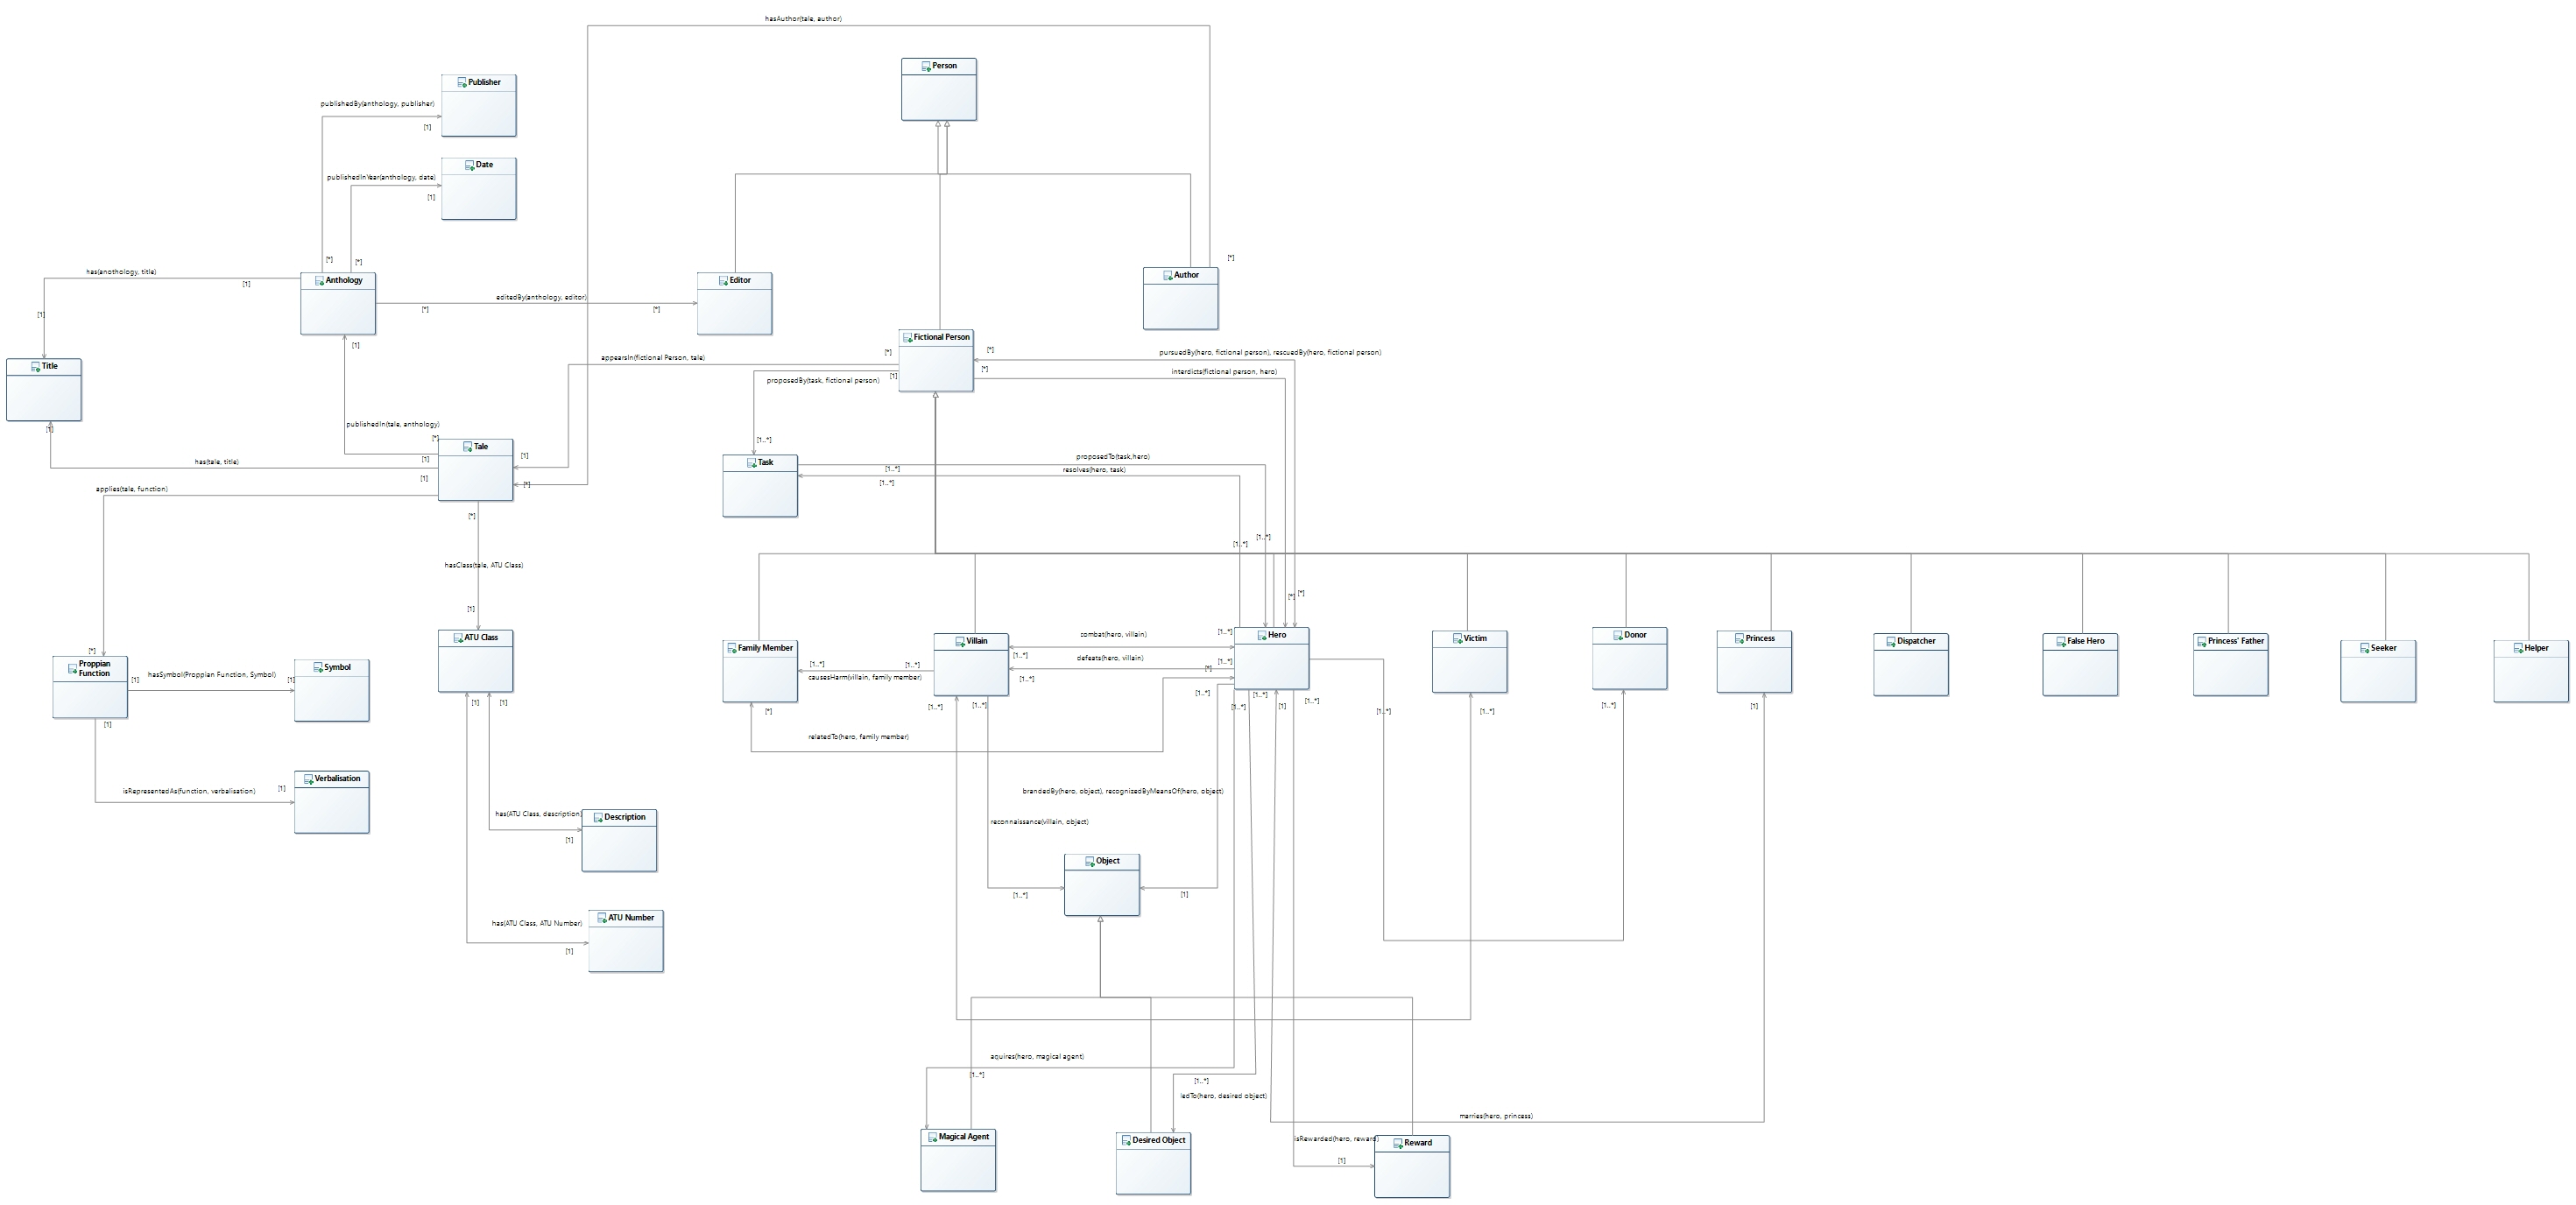 hasAuthor(tale, author)
Person
Publisher
publishedBy(anthology, publisher)
[1]
Date
publishedInYear(anthology, date)
[1]
[*]
[*]
[*]
has(anothology, title)
[1]
Anthology
Editor
Author
editedBy(anthology, editor)
[*]
[*]
[1]
[1]
Fictional Person
[*]
[*]
pursuedBy(hero, fictional person), rescuedBy(hero, fictional person)
appearsIn(fictional Person, tale)
Title
[*]
interdicts(fictional person, hero)
proposedBy(task, fictional person)
[1]
publishedIn(tale, anthology)
[1]
[*]
[1..*]
Tale
[1]
[1]
has(tale, title)
proposedTo(task,hero)
Task
[1..*]
resolves(hero, task)
[1]
[*]
[1..*]
applies(tale, function)
[*]
[1..*]
[1..*]
hasClass(tale, ATU Class)
[*]
[*]
[1]
combat(hero, villain)
[1..*]
Hero
Victim
Donor
Princess
Dispatcher
False Hero
Princess' Father
Seeker
Helper
ATU Class
Villain
Family Member
[*]
[1..*]
defeats(hero, villain)
[1..*]
[*]
Proppian
Function
Symbol
[1..*]
[1..*]
hasSymbol(Proppian Function, Symbol)
[1]
[1]
causesHarm(villain, family member)
[1..*]
[1..*]
[1..*]
[1..*]
[1]
[1]
[*]
[1..*]
[1..*]
[1..*]
[1]
[1..*]
[1..*]
[1..*]
[1]
[1]
relatedTo(hero, family member)
Verbalisation
isRepresentedAs(function, verbalisation)
[1]
brandedBy(hero, object), recognizedByMeansOf(hero, object)
has(ATU Class, description)
Description
reconnaissance(villain, object)
[1]
Object
[1..*]
[1]
ATU Number
has(ATU Class, ATU Number)
[1]
aquires(hero, magical agent)
[1..*]
[1..*]
ledTo(hero, desired object)
marries(hero, princess)
Magical Agent
Desired Object
isRewarded(hero, reward)
Reward
[1]